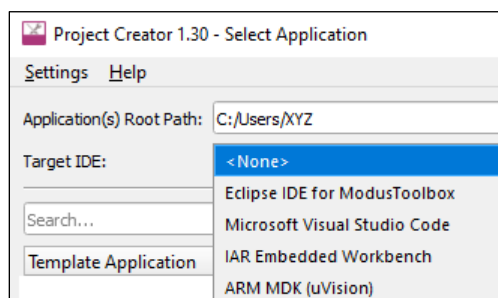 Project Creator 1.30 - Select Application
Settings Help
Application(s) Root Path: C:/Users/XYZ
Target IDE: <None>
Eclipse IDE for ModusToolbox
Microsoft Visual Studio Code
Search...
IAR Embedded Workbench
Template Application
ARM MDK (uVision)